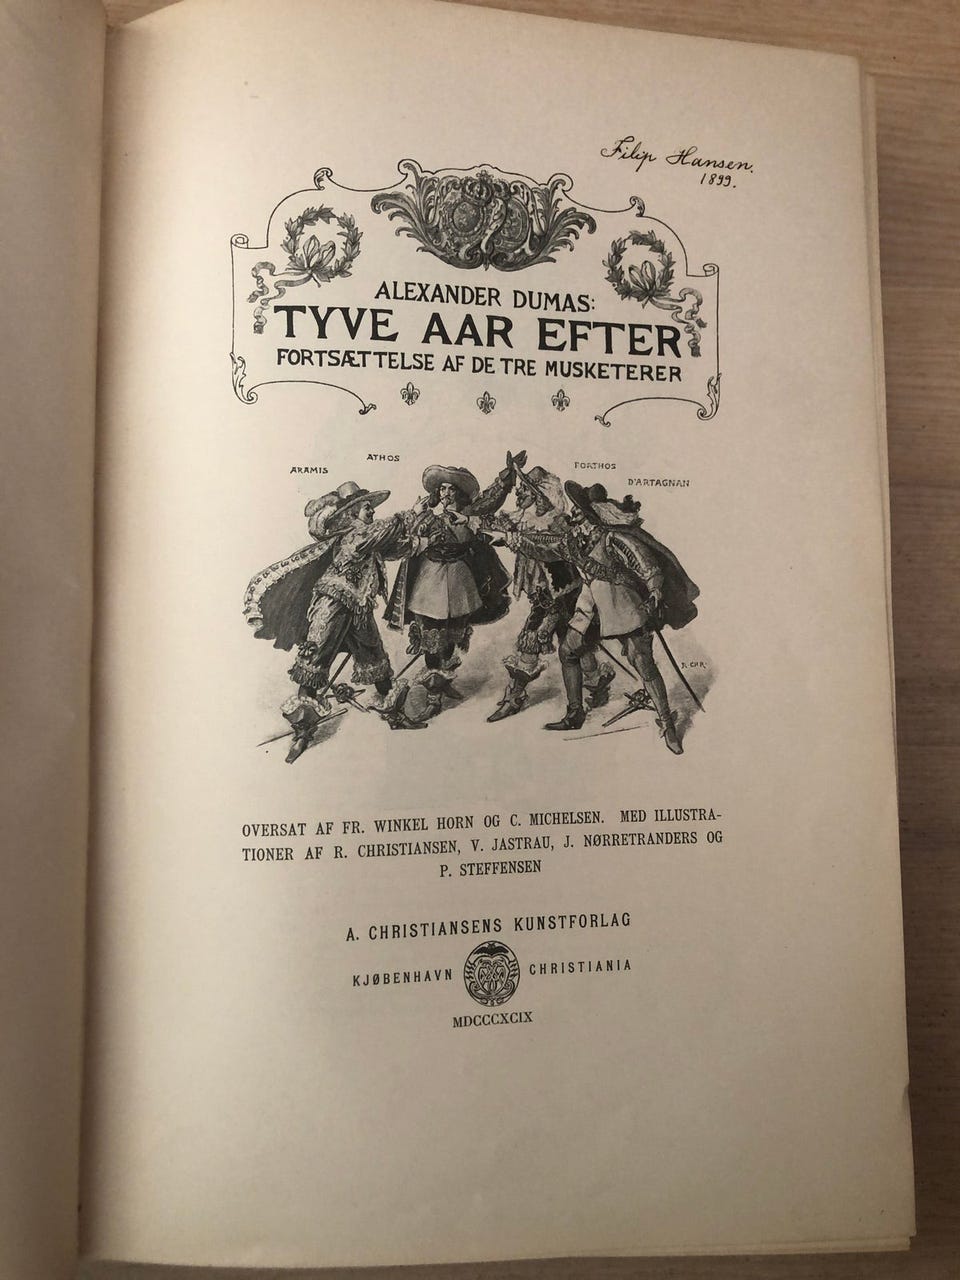 Filip Hansen.
1899.
ALEXANDER DUMAS:
TYVE AAR EFTER
FORTSÆTTELSE AF DE TRE MUSKETERER
ARAMIS
ATHOS
PORTHOS
D'ARTAGNAN
R. CHR.
OVERSAT AF FR. WINKEL HORN OG C. MICHELSEN. MED ILLUSTRA-
TIONER AF R. CHRISTIANSEN, V. JASTRAU, J. NØRRETRANDERS OG
P. STEFFENSEN
A. CHRISTIANSENS KUNSTFORLAG
KJØBENHAVN CHRISTIANIA
MDCCCXCIX